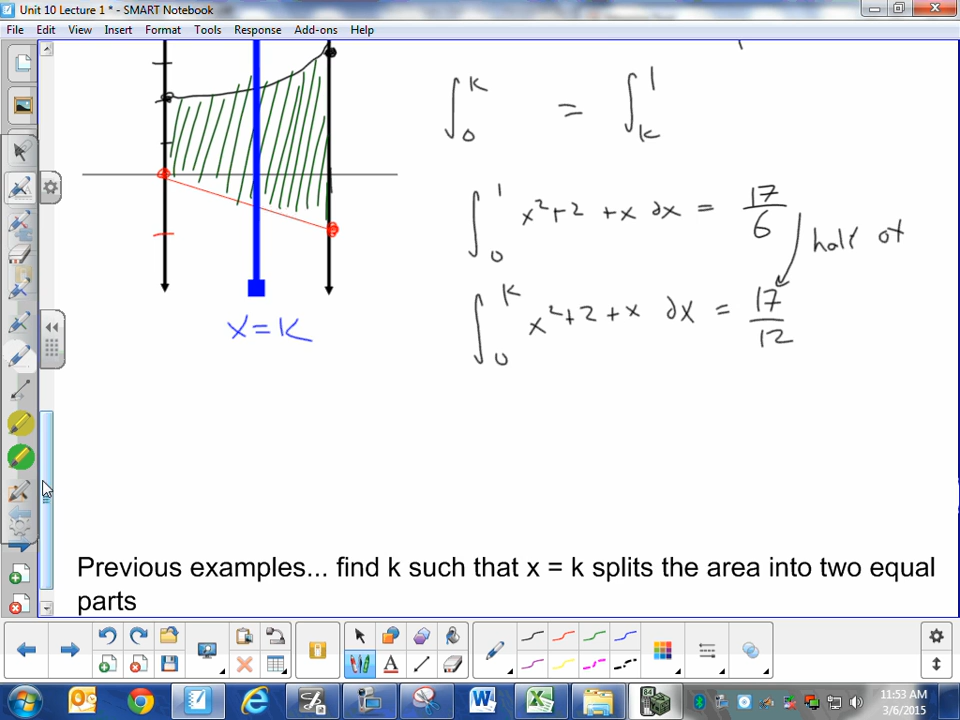 Unit 10 Lecture 1 * - SMART Notebook
File Edit View Insert Format Tools Response Add-ons Help
∫₀ᵏ = ∫ₖ¹
∫₀¹ x²+2 +x dx = 17/6
half of
∫₀ᵏ x²+2+x dx = 17/12
x=k
Previous examples... find k such that x = k splits the area into two equal
parts
11:53 AM
3/6/2015